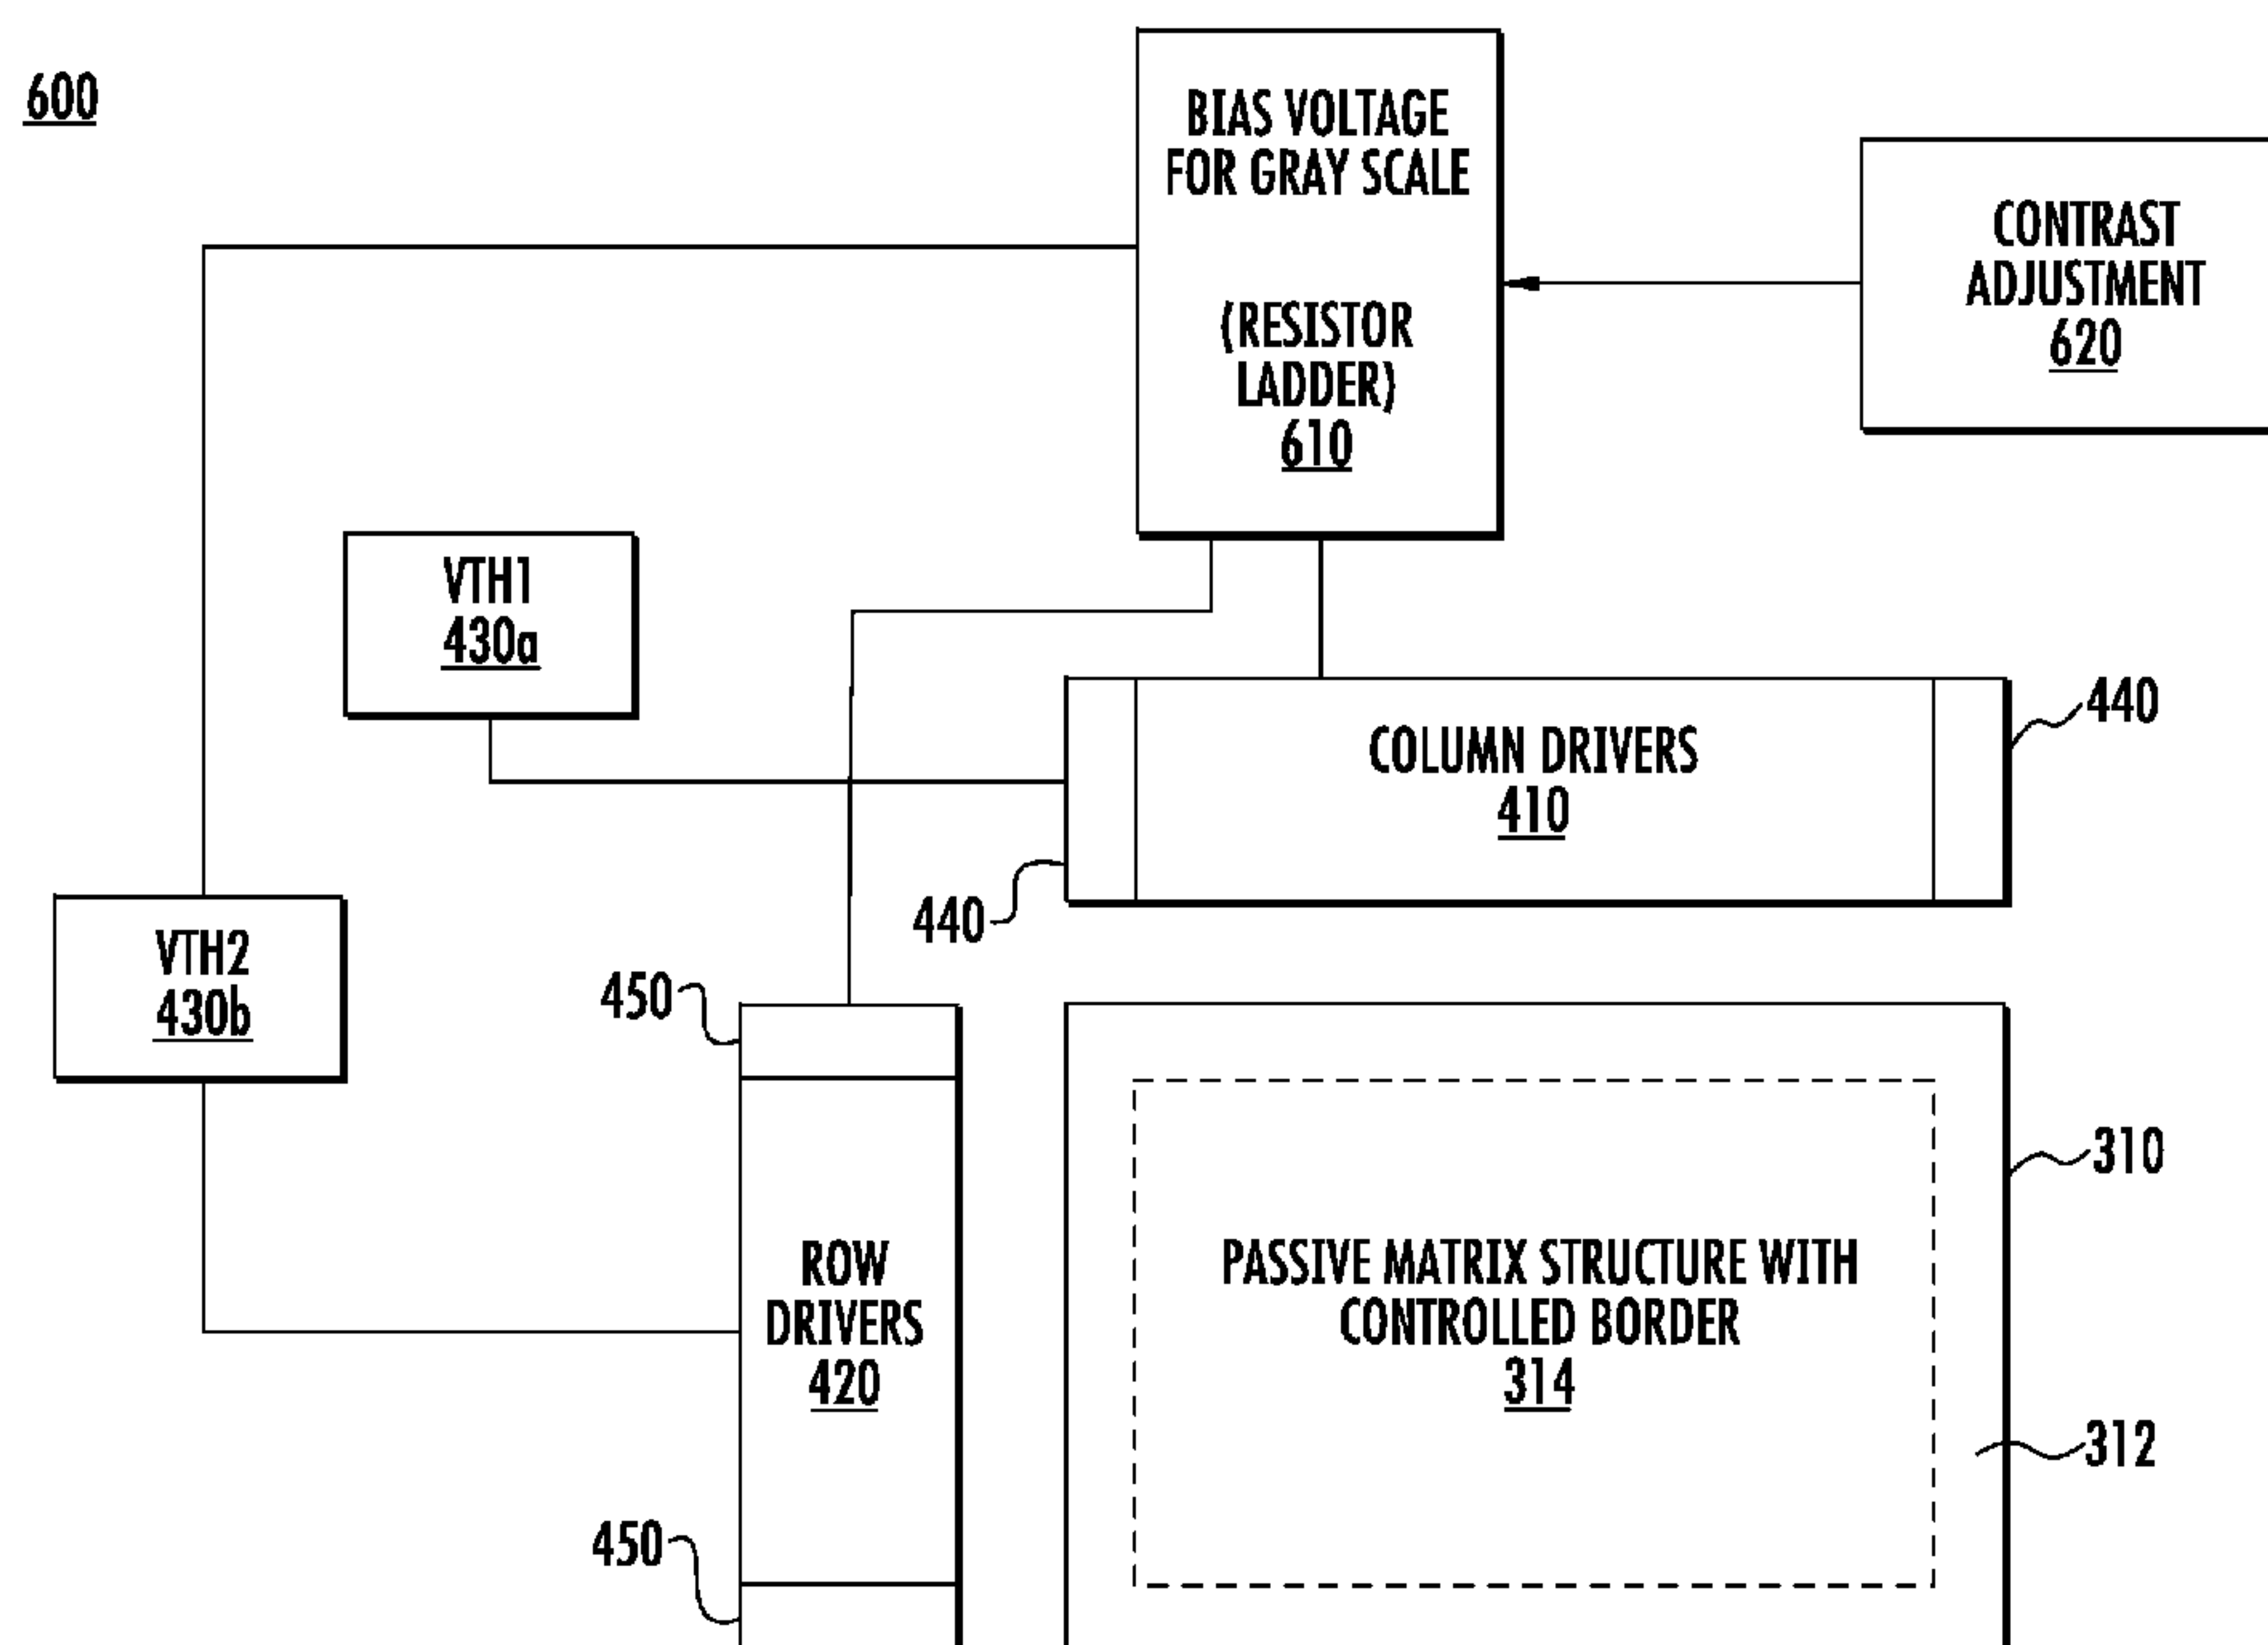 600
BIAS VOLTAGE
FOR GRAY SCALE
(RESISTOR
LADDER)
610
CONTRAST
ADJUSTMENT
620
VTH1
430a
COLUMN DRIVERS
410
440
440
VTH2
430b
450
ROW
DRIVERS
420
450
PASSIVE MATRIX STRUCTURE WITH
CONTROLLED BORDER
314
310
312